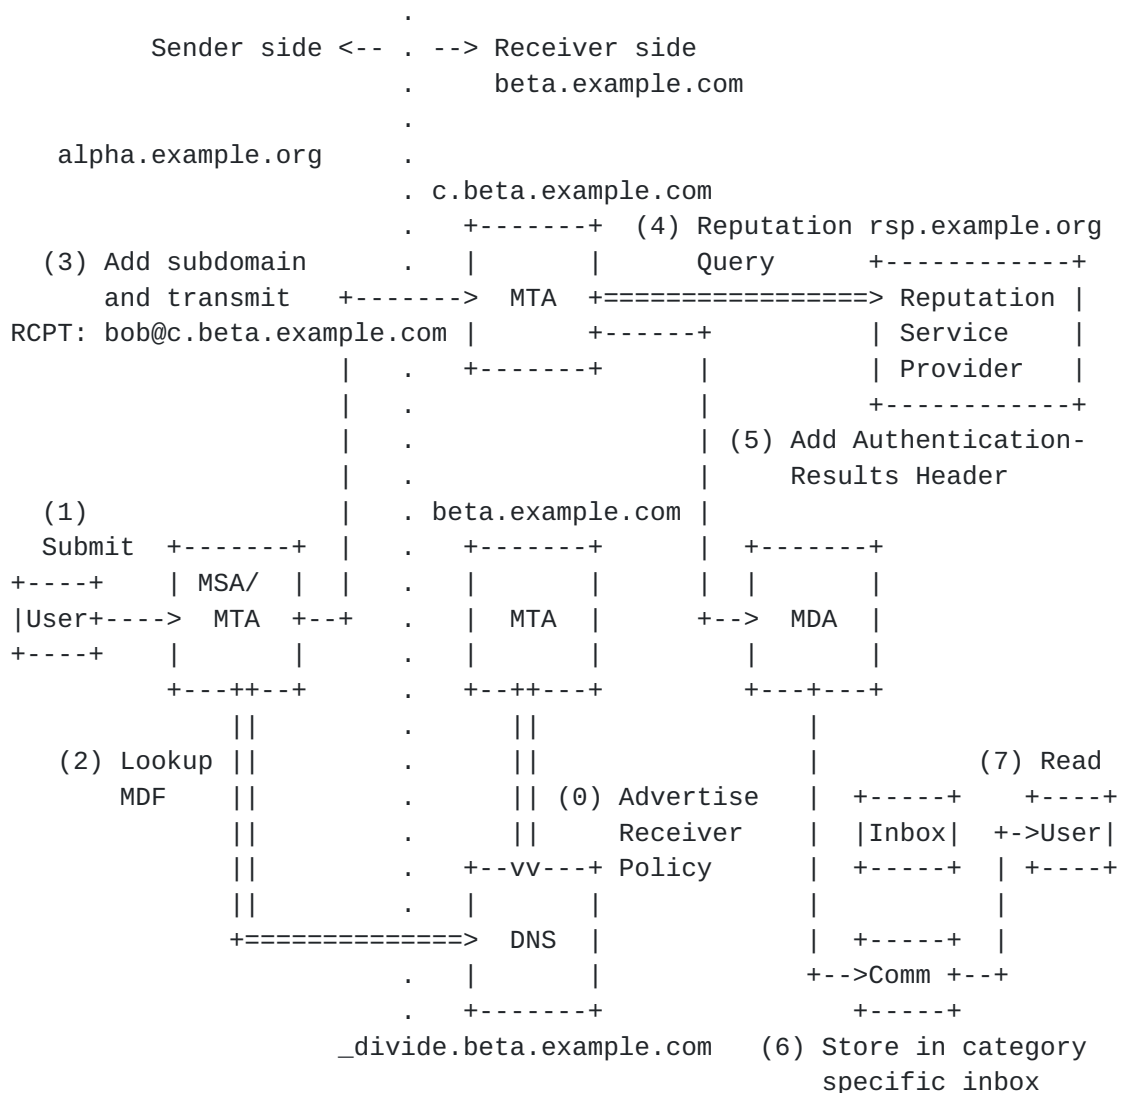 .
         Sender side <-- . --> Receiver side
                         .     beta.example.com
                         .
   alpha.example.org     .
                         . c.beta.example.com
                         .   +-------+  (4) Reputation rsp.example.org
  (3) Add subdomain      .   |       |      Query      +------------+
      and transmit   +-------> MTA  +=================> Reputation |
RCPT: bob@c.beta.example.com |       +------+          | Service    |
                     |   .   +-------+      |          | Provider   |
                     |   .                  |          +------------+
                     |   .                  | (5) Add Authentication-
                     |   .                  |     Results Header
  (1)                |   . beta.example.com |
  Submit  +-------+  |   .   +-------+      |  +-------+
+----+    | MSA/  |  |   .   |       |      |  |       |
|User+----> MTA  +--+   .   |  MTA  |      +--> MDA  |
+----+    |       |      .   |       |         |       |
          +---++--+      .   +--++---+         +---+---+
              ||         .      ||                 |
   (2) Lookup ||         .      ||                 |          (7) Read
       MDF    ||         .      || (0) Advertise   |  +-----+    +----+
              ||         .      ||     Receiver    |  |Inbox|  +->User|
              ||         .   +--vv---+ Policy      |  +-----+  | +----+
              ||         .   |       |             |           |
              +==============> DNS  |             |  +-----+  |
                         .   |       |             +-->Comm +--+
                         .   +-------+                +-----+
                     _divide.beta.example.com   (6) Store in category
                                                    specific inbox